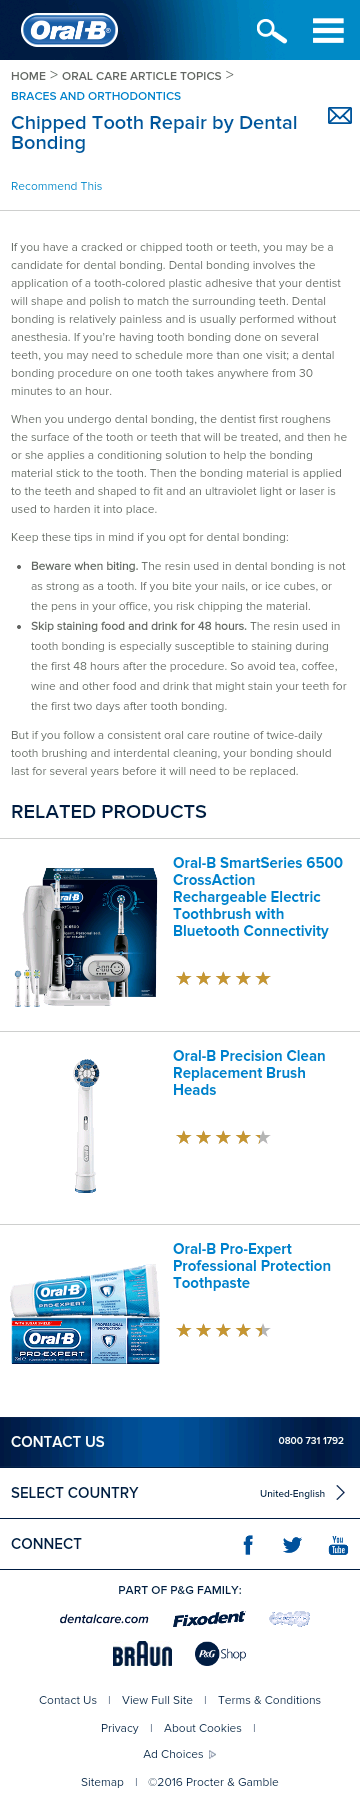 Oral-B
HOME > ORAL CARE ARTICLE TOPICS >
BRACES AND ORTHODONTICS
Chipped Tooth Repair by Dental
Bonding
Recommend This
If you have a cracked or chipped tooth or teeth, you may be a
candidate for dental bonding. Dental bonding involves the
application of a tooth-colored plastic adhesive that your dentist
will shape and polish to match the surrounding teeth. Dental
bonding is relatively painless and is usually performed without
anesthesia. If you're having tooth bonding done on several
teeth, you may need to schedule more than one visit; a dental
bonding procedure on one tooth takes anywhere from 30
minutes to an hour.
When you undergo dental bonding, the dentist first roughens
the surface of the tooth or teeth that will be treated, and then he
or she applies a conditioning solution to help the bonding
material stick to the tooth. Then the bonding material is applied
to the teeth and shaped to fit and an ultraviolet light or laser is
used to harden it into place.
Keep these tips in mind if you opt for dental bonding:
• Beware when biting. The resin used in dental bonding is not
as strong as a tooth. If you bite your nails, or ice cubes, or
the pens in your office, you risk chipping the material.
• Skip staining food and drink for 48 hours. The resin used in
tooth bonding is especially susceptible to staining during
the first 48 hours after the procedure. So avoid tea, coffee,
wine and other food and drink that might stain your teeth for
the first two days after tooth bonding.
But if you follow a consistent oral care routine of twice-daily
tooth brushing and interdental cleaning, your bonding should
last for several years before it will need to be replaced.
RELATED PRODUCTS
Oral-B SmartSeries 6500
CrossAction
Rechargeable Electric
Toothbrush with
Bluetooth Connectivity
Oral-B
Oral-B Precision Clean
Replacement Brush
Heads
Oral-B Pro-Expert
Professional Protection
Toothpaste
Oral-B
PRO-EXPERT
PROFESSIONAL
PROTECTION
Oral-B
PRO-EXPERT
CONTACT US 0800 731 1792
SELECT COUNTRY United-English
CONNECT
You
Tube
PART OF P&G FAMILY:
dentalcare.com Fixodent
BRAUN P&G Shop
Contact Us | View Full Site | Terms & Conditions
Privacy | About Cookies |
Ad Choices
Sitemap | ©2016 Procter & Gamble